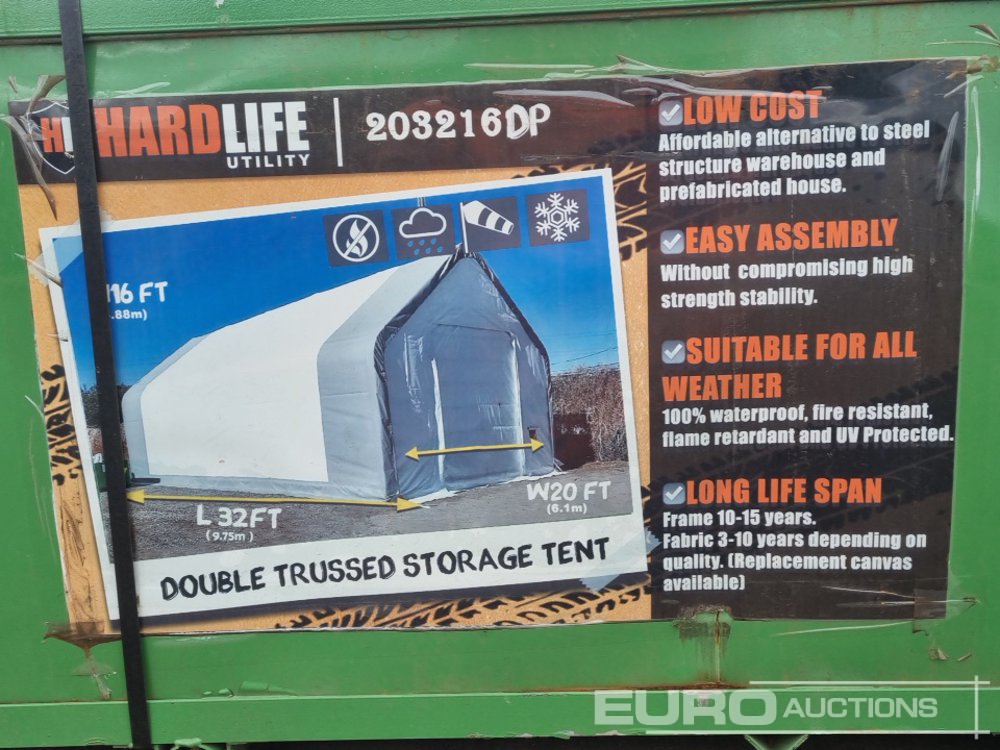 HARDLIFE
UTILITY
203216DP
16 FT
.88m)
L 32FT
(9.75m)
W20 FT
(6.1m)
DOUBLE TRUSSED STORAGE TENT
LOW COST
Affordable alternative to steel
structure warehouse and
prefabricated house.
EASY ASSEMBLY
Without compromising high
strength stability.
SUITABLE FOR ALL
WEATHER
100% waterproof, fire resistant,
flame retardant and UV Protected.
LONG LIFE SPAN
Frame 10-15 years.
Fabric 3-10 years depending on
quality. (Replacement canvas
available)
EURO AUCTIONS